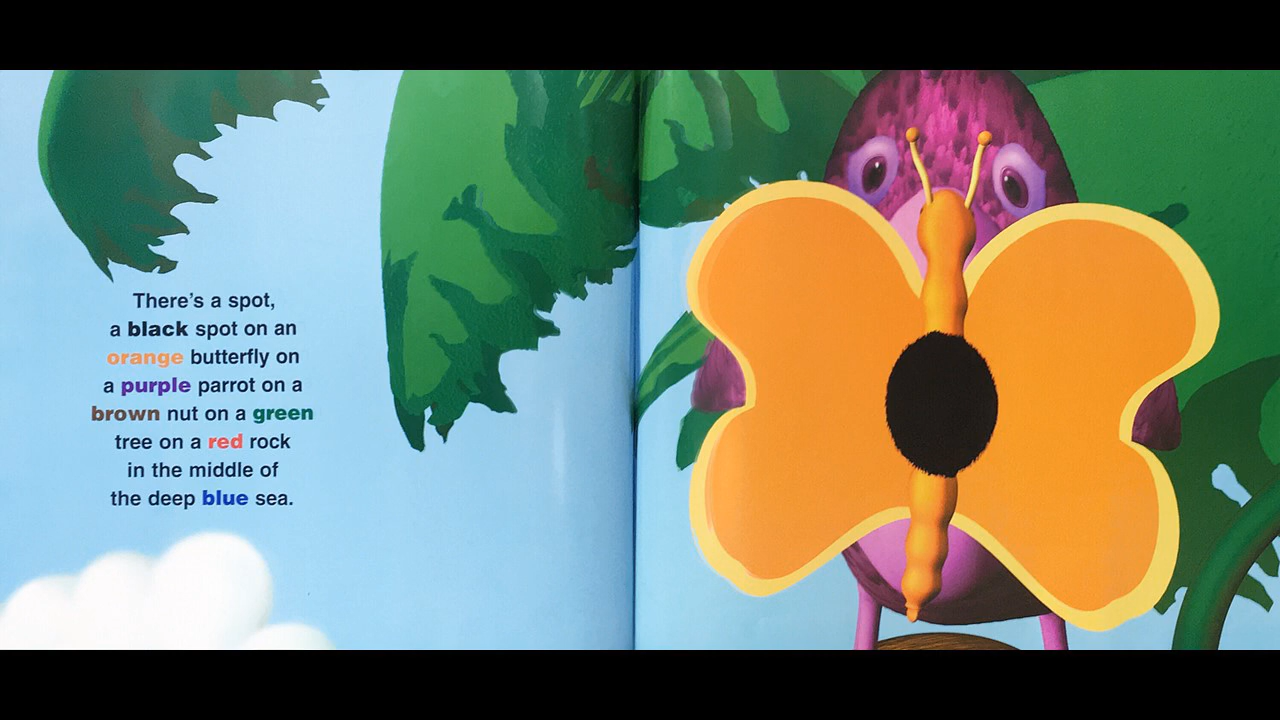 There's a spot,
a black spot on an
orange butterfly on
a purple parrot on a
brown nut on a green
tree on a red rock
in the middle of
the deep blue sea.